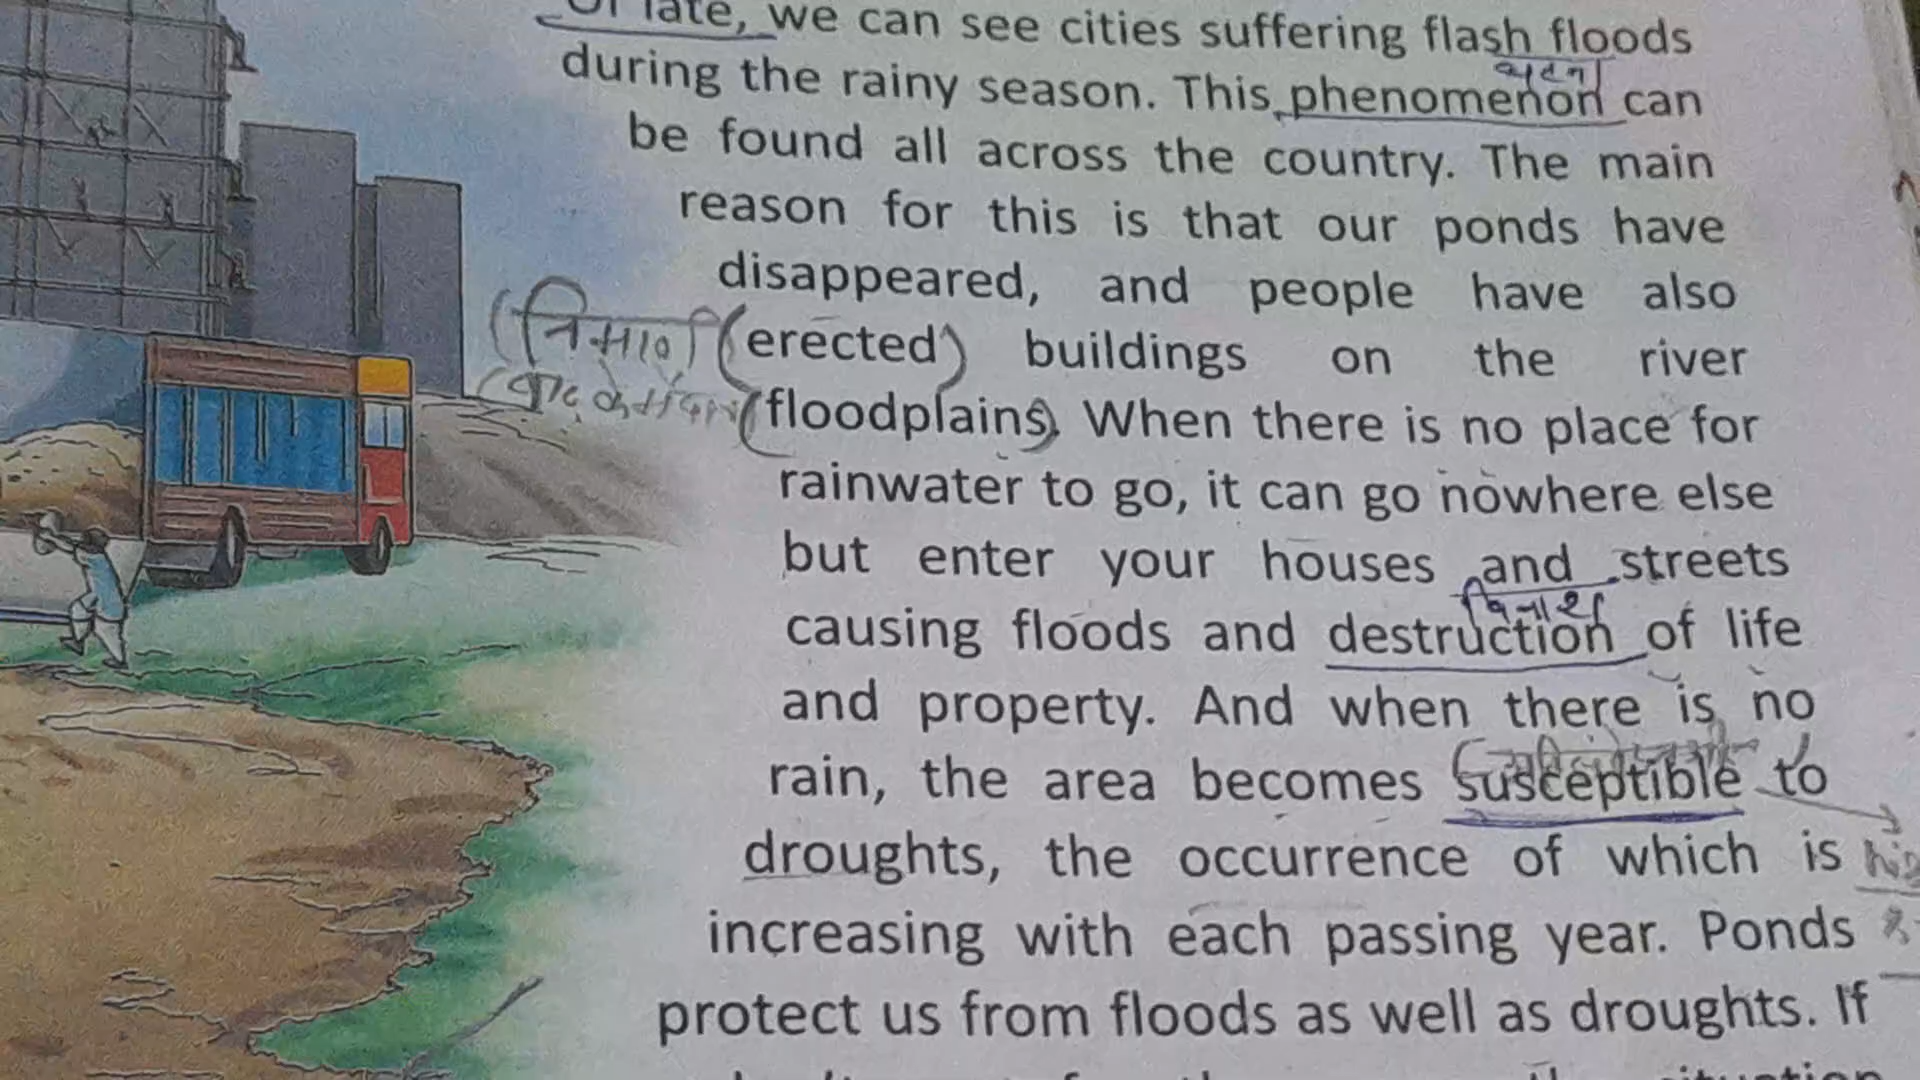 Of late, we can see cities suffering flash floods
during the rainy season. This phenomenon can
be found all across the country. The main
reason for this is that our ponds have
disappeared, and people have also
(erected) buildings on the river
(floodplains). When there is no place for
rainwater to go, it can go nowhere else
but enter your houses and streets
विनाश
causing floods and destruction of life
and property. And when there is no
rain, the area becomes susceptible to
droughts, the occurrence of which is
increasing with each passing year. Ponds
protect us from floods as well as droughts. If